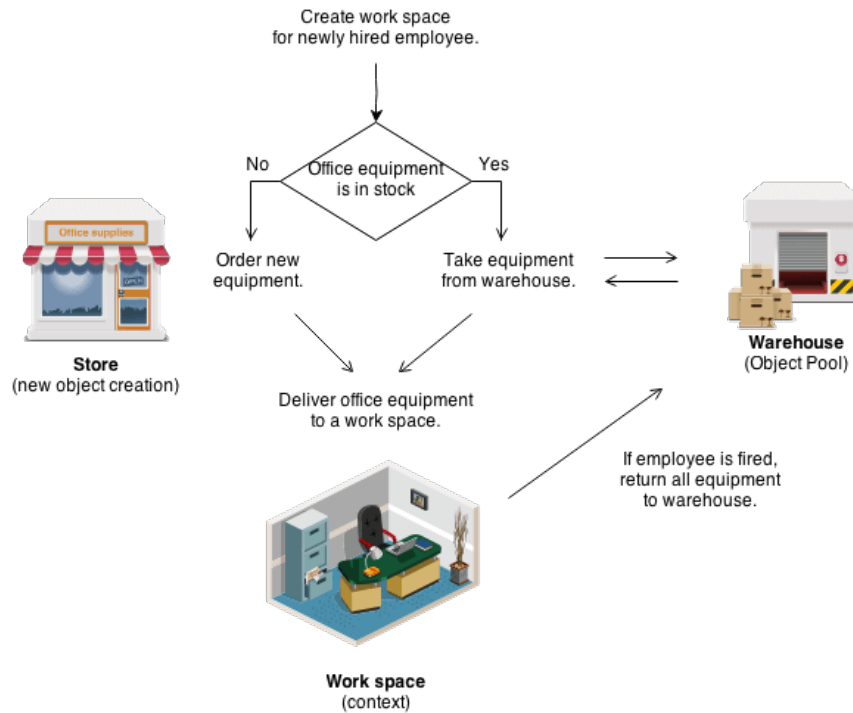 Create work space
for newly hired employee.
No
Office equipment
is in stock
Yes
Office supplies
OPEN
Order new
equipment.
Take equipment
from warehouse.
Store
(new object creation)
Warehouse
(Object Pool)
Deliver office equipment
to a work space.
If employee is fired,
return all equipment
to warehouse.
Work space
(context)